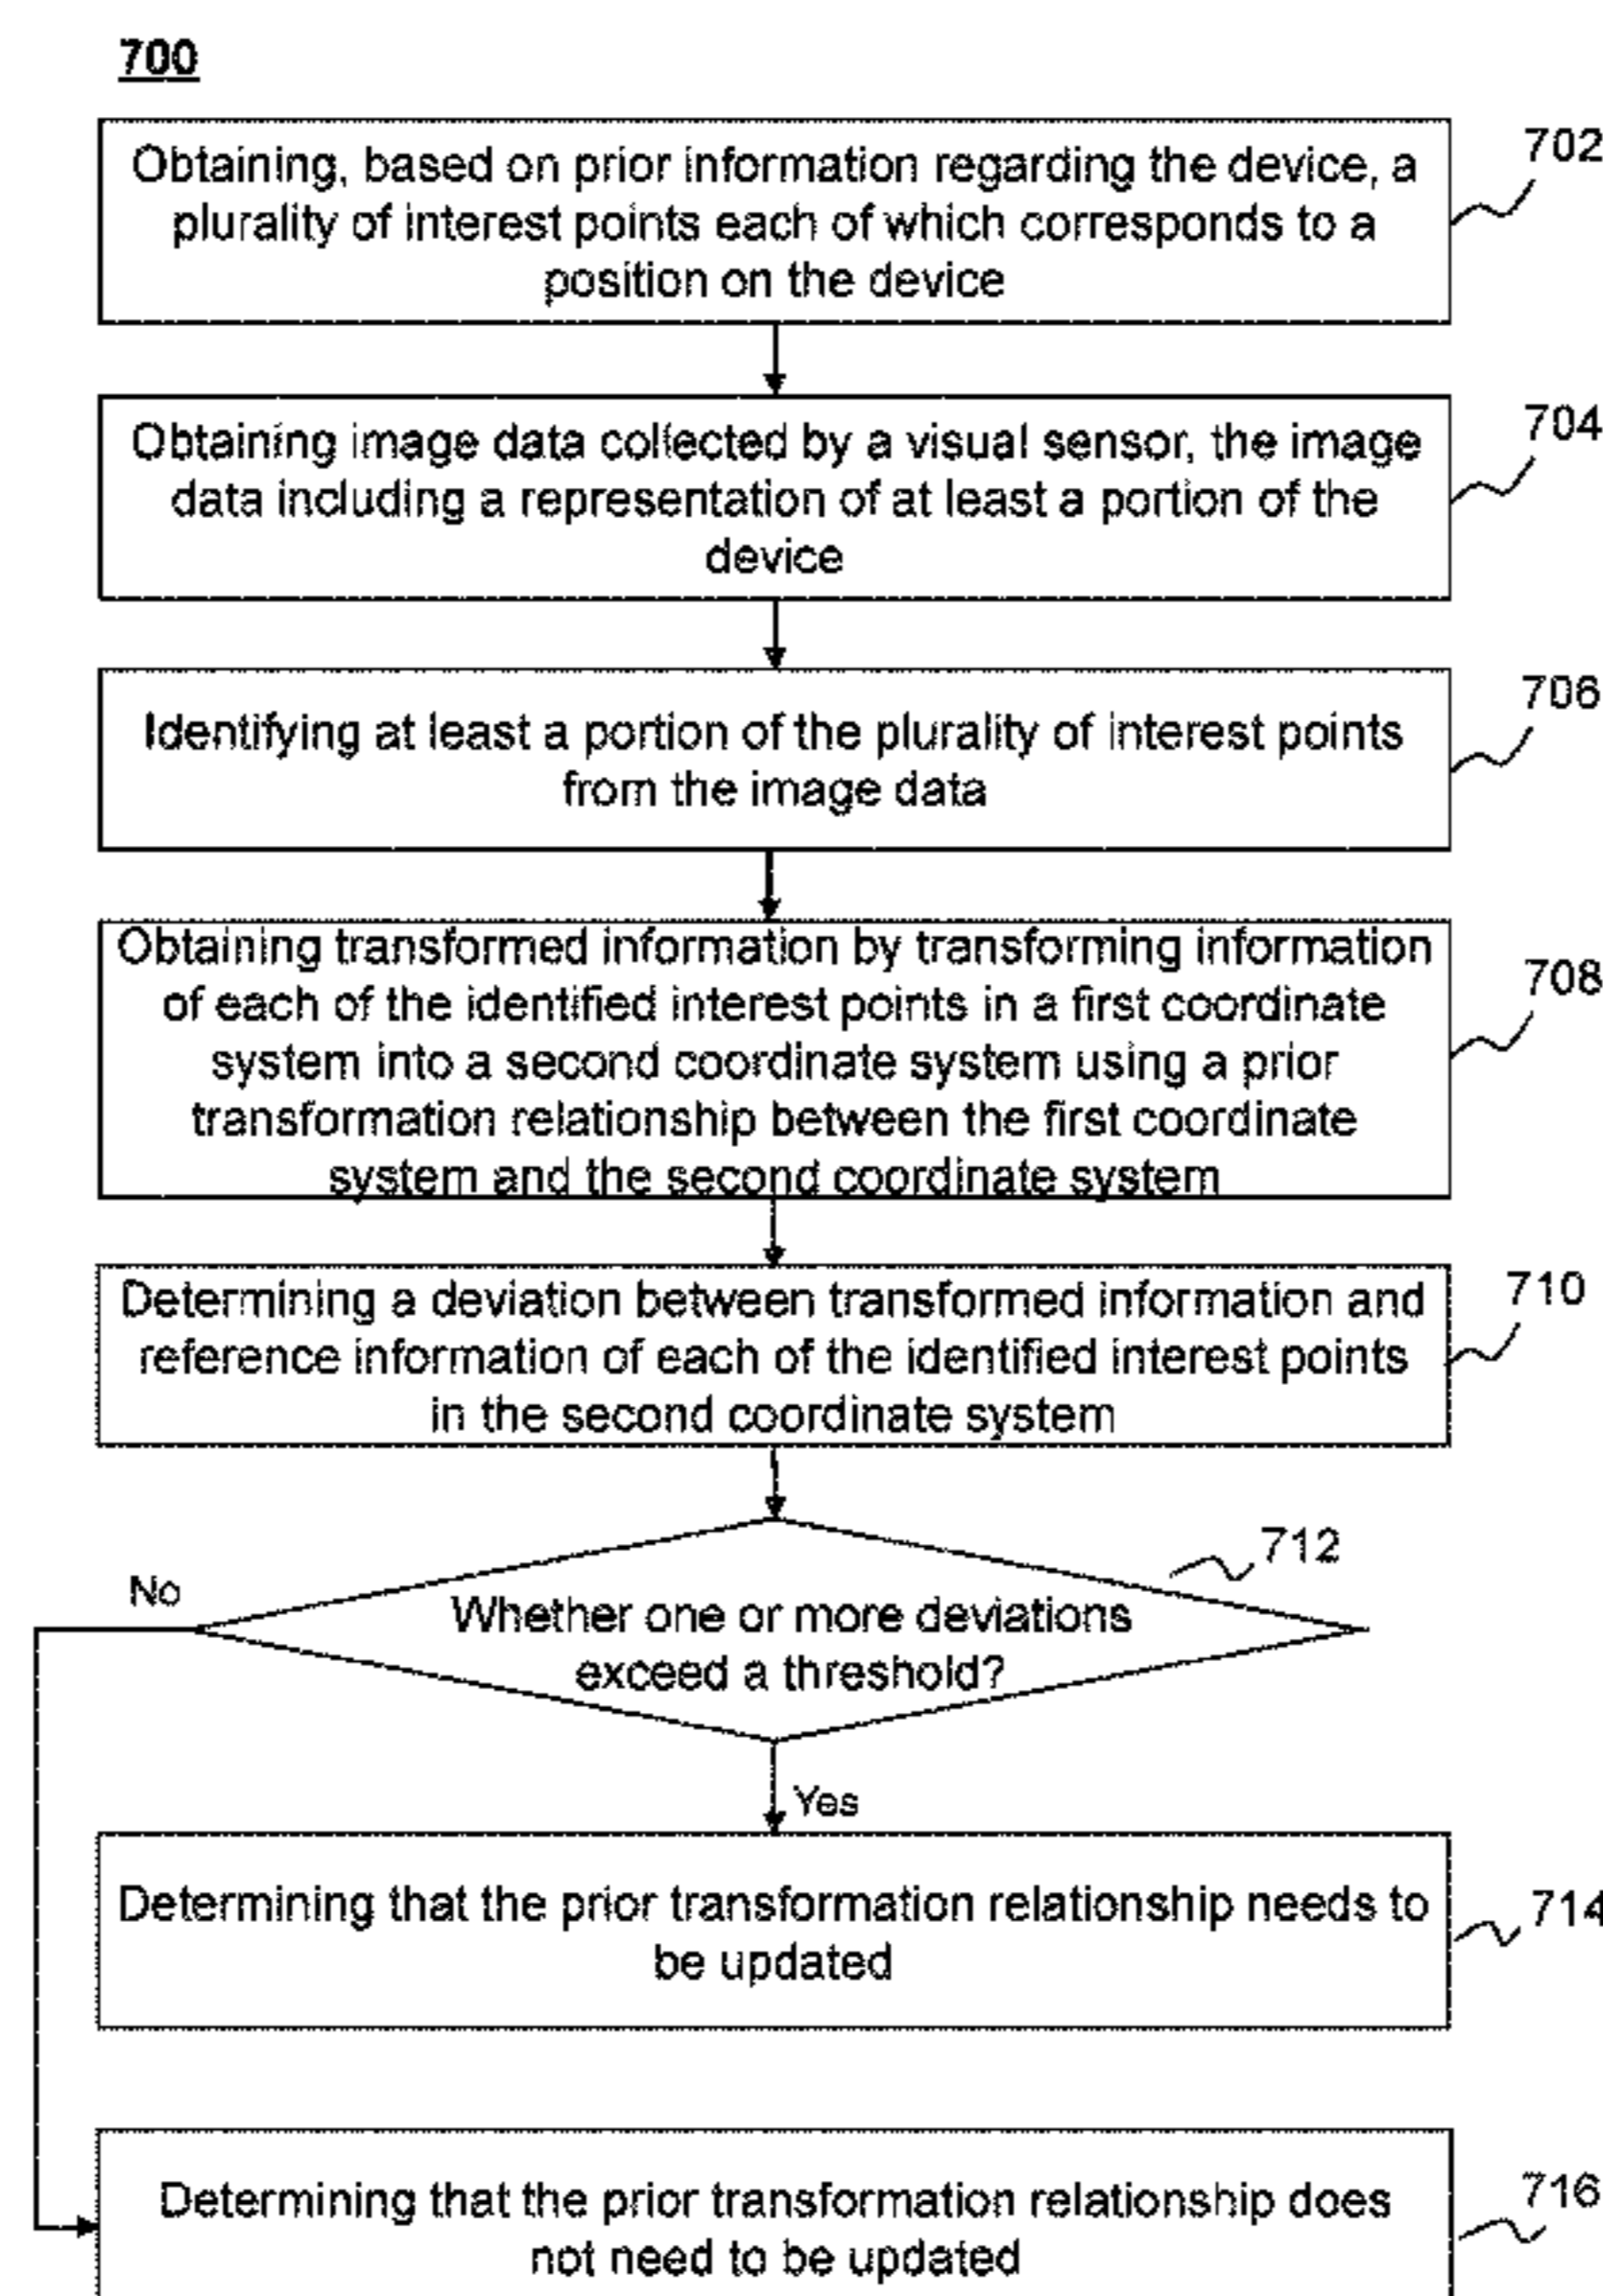 700
Obtaining, based on prior information regarding the device, a
plurality of interest points each of which corresponds to a
position on the device
702
Obtaining image data collected by a visual sensor, the image
data including a representation of at least a portion of the
device
704
Identifying at least a portion of the plurality of interest points
from the image data
706
Obtaining transformed information by transforming information
of each of the identified interest points in a first coordinate
system into a second coordinate system using a prior
transformation relationship between the first coordinate
system and the second coordinate system
708
Determining a deviation between transformed information and
reference information of each of the identified interest points
in the second coordinate system
710
712
No
Whether one or more deviations
exceed a threshold?
Yes
Determining that the prior transformation relationship needs to
be updated
714
Determining that the prior transformation relationship does
not need to be updated
716